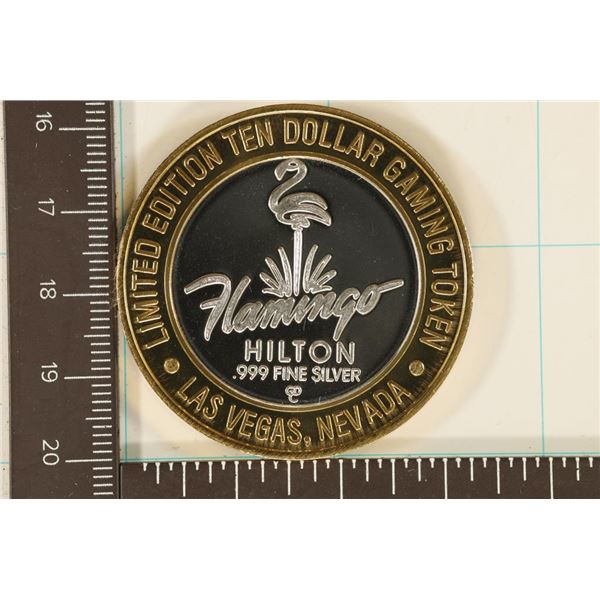 LIMITED EDITION TEN DOLLAR GAMING TOKEN
Flamingo
HILTON
.999 FINE SILVER
LAS VEGAS, NEVADA
16
17
18
19
20